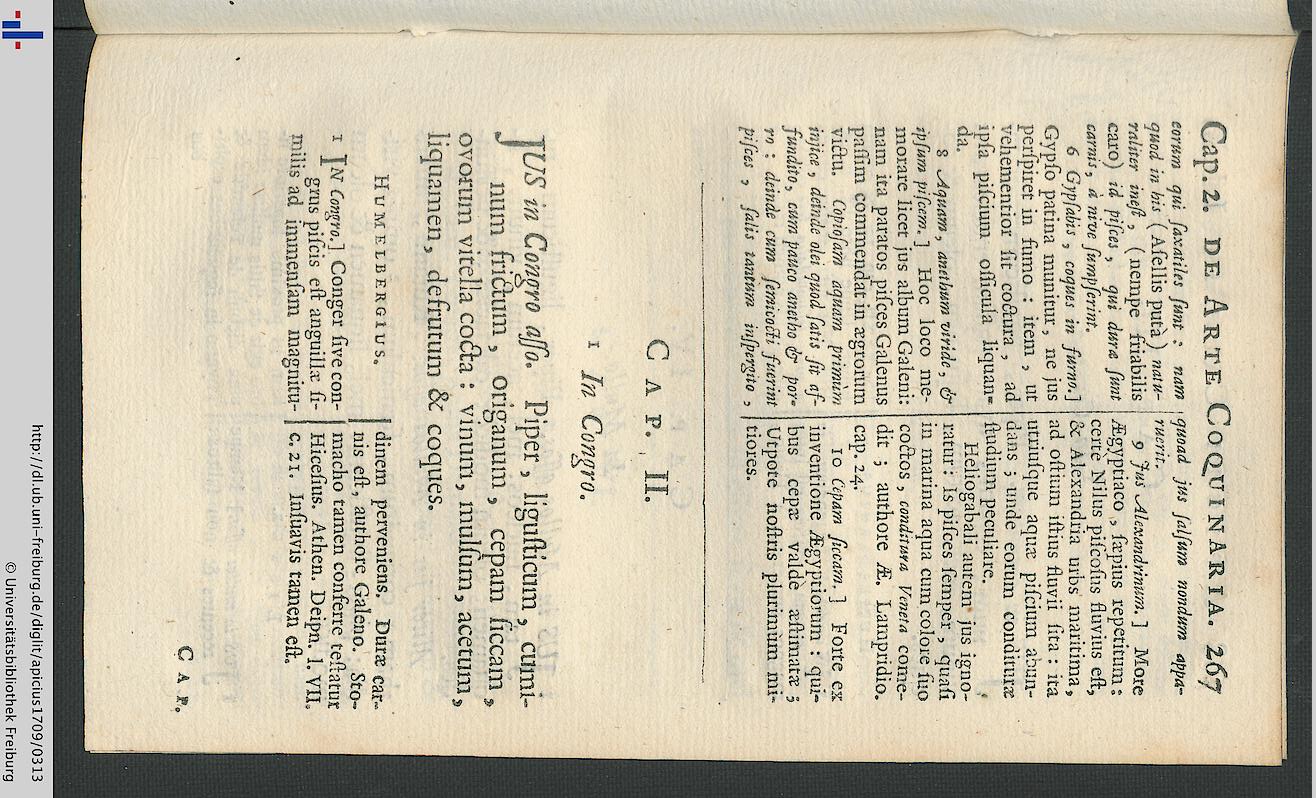 Cap. 2. DE ARTE COQUINARIA. 267
eorum qui ſaxatiles ſunt: nam
quod in his (Aſellis putà) natu-
raliter ineſt, (nempe friabilis
caro) id piſces, qui dura ſunt
carnis, à nive ſumpſerint.
6 Gypſabis, coques in furno.]
Gypſo patina munitur, ne jus
perſpiret in fumo: item, ut
vehementior fit coctura, ad
ipſa piſcium oſſicula liquan-
da.
8 Aquam, anethum viride, &
ipſum piſcem.] Hoc loco me-
morare licet jus album Galeni:
nam ita paratos piſces Galenus
paſſim commendat in ægrorum
victu. Copioſam aquam primùm
injice, deinde olei quod ſatis ſit af-
fundito, cum pauco anetho & por-
ro: deinde cum ſemicocti fuerint
piſces, ſalis tantum inſpergito,
quoad jus ſalſum nondum appa-
ruerit.
9 Jus Alexandrinum.] More
Ægyptiaco, ſæpius repetitum:
certe Nilus piſcoſus fluvius eſt,
& Alexandria urbs maritima,
ad oſtium iſtius fluvii ſita: ita
utriuſque aquæ piſcium abun-
dans; unde eorum condituræ
ſtudium peculiare.
Heliogabali autem jus igno-
ratur: Is piſces ſemper, quaſi
in marina aqua cum colore ſuo
coctos, conditura Veneta come-
dit; authore Æ. Lampridio,
cap. 24.
10 Cepam ſiccam.] Forte ex
inventione Ægyptiorum: qui-
bus cepæ valdè æſtimatæ;
Utpote noſtris plurimùm mi-
tiores.
CAP. II.
1 In Congro.
JUS in Congro aſſo. Piper, liguſticum, cumi-
num frictum, origanum, cepam ſiccam,
ovorum vitella cocta: vinum, mulſum, acetum,
liquamen, defrutum & coques.
HUMELBERGIUS.
1 IN Congro.] Conger ſive con-
grus piſcis eſt anguillæ ſi-
milis ad immenſam magnitu-
dinem perveniens. Duræ car-
nis eſt, authore Galeno. Sto-
macho tamen conferre teſtatur
Hiceſius. Athen. Deipn. l. VII.
c. 21. Inſuavis tamen eſt.
CAP.
http://dl.ub.uni-freiburg.de/diglit/apicius1709/0313
© Universitätsbibliothek Freiburg